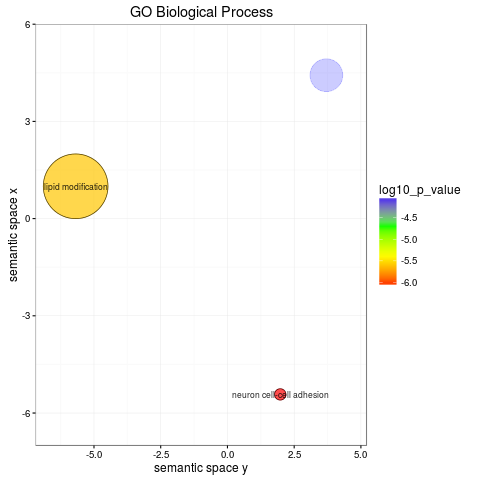 GO Biological Process
6
3
0
-3
-6
semantic space x
lipid modification
neuron cell-cell adhesion
-5.0
-2.5
0.0
2.5
5.0
semantic space y
log10_p_value
-4.5
-5.0
-5.5
-6.0